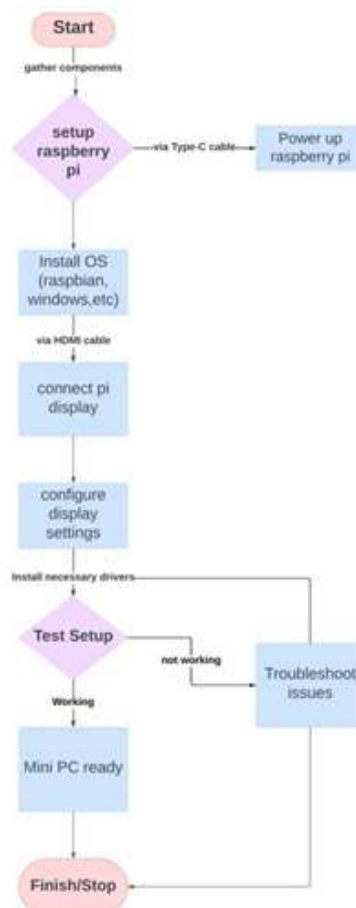 Start
gather components
setup
raspberry
pi
via Type-C cable
Power up
raspberry pi
Install OS
(raspbian,
windows,etc)
via HDMI cable
connect pi
display
configure
display
settings
Install necessary drivers
Test Setup
not working
Troubleshoot
issues
Working
Mini PC ready
Finish/Stop